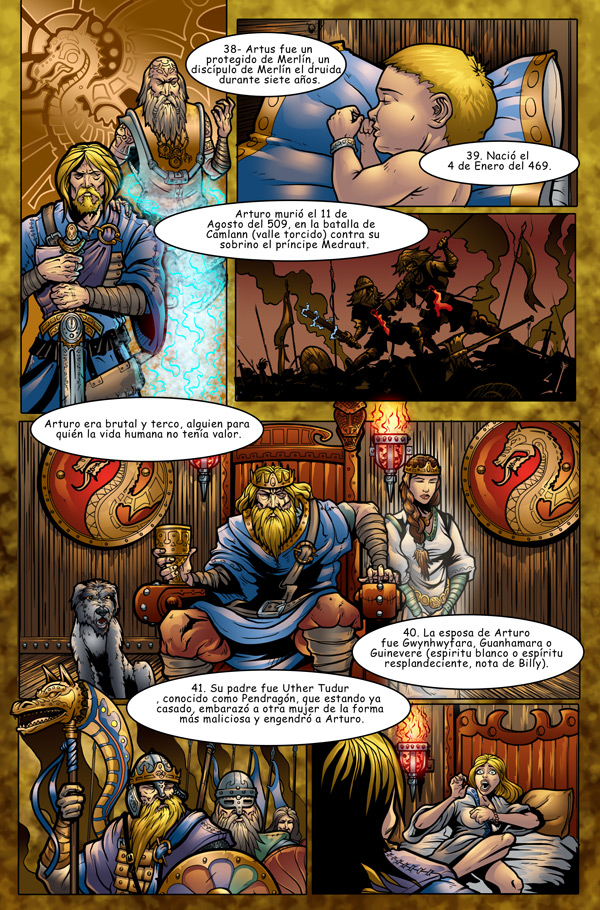 38- Artus fue un
protegido de Merlín, un
discípulo de Merlín el druida
durante siete años.
39. Nació el
4 de Enero del 469.
Arturo murió el 11 de
Agosto del 509, en la batalla de
Camlann (valle torcido) contra su
sobrino el príncipe Medraut.
Arturo era brutal y terco, alguien para
quién la vida humana no tenía valor.
40. La esposa de Arturo
fue Gwynhwyfara, Guanhamara o
Guinevere (espiritu blanco o espíritu
resplandeciente, nota de Billy).
41. Su padre fue Uther Tudur
, conocido como Pendragón, que estando ya
casado, embarazó a otra mujer de la forma
más maliciosa y engendró a Arturo.